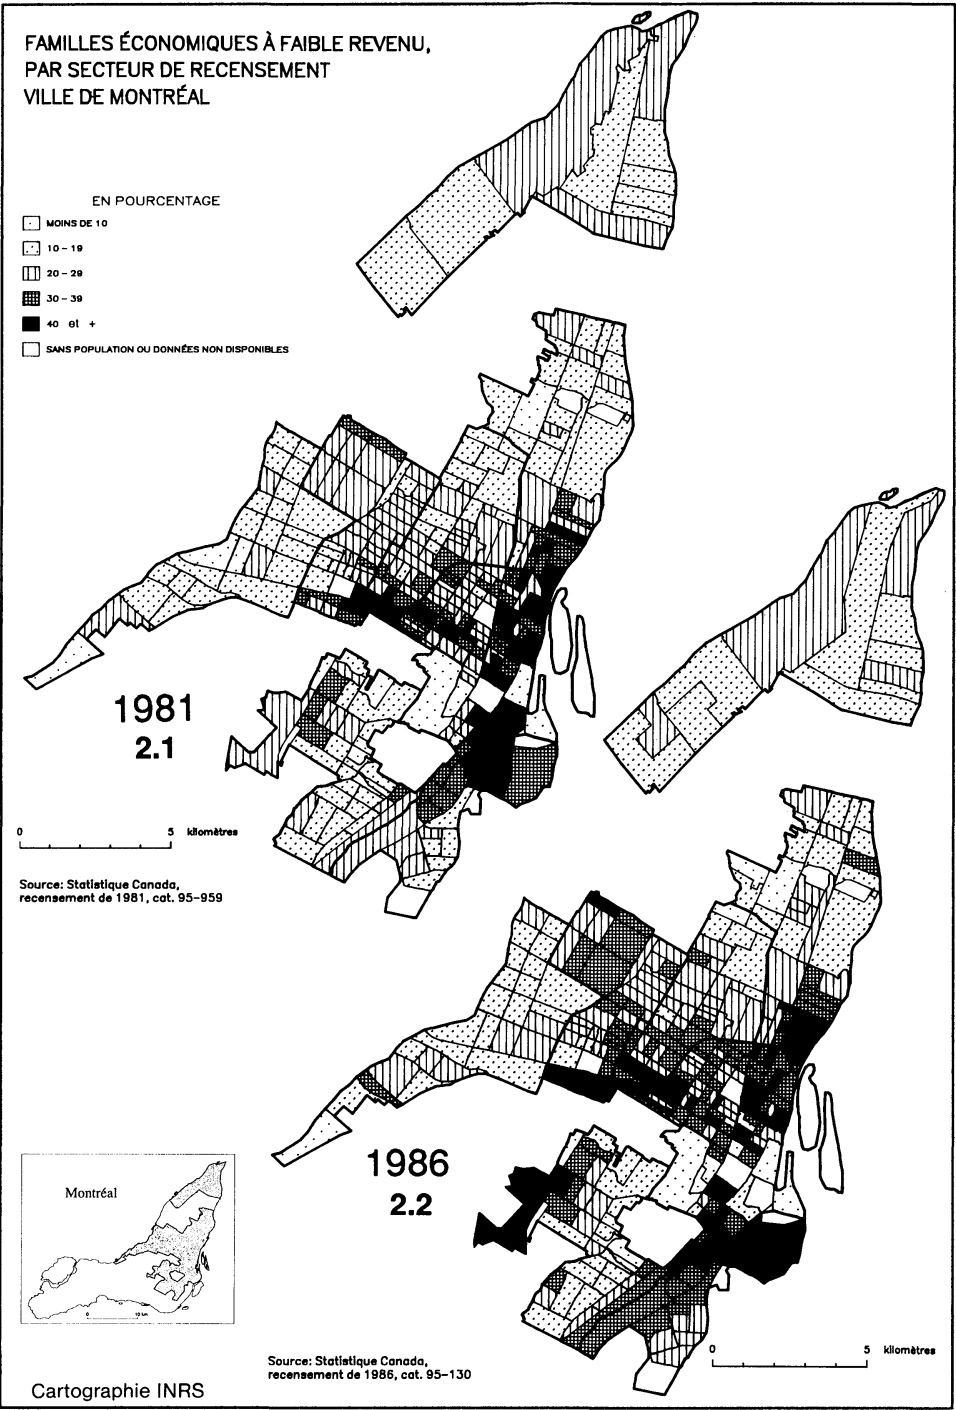 FAMILLES ÉCONOMIQUES À FAIBLE REVENU,
PAR SECTEUR DE RECENSEMENT
VILLE DE MONTRÉAL
EN POURCENTAGE
MOINS DE 10
10 - 19
20 - 29
30 - 39
40 et +
SANS POPULATION OU DONNÉES NON DISPONIBLES
1981
2.1
0 5 kilomètres
Source: Statistique Canada,
recensement de 1981, cat. 95-959
1986
2.2
0 5 kilomètres
Source: Statistique Canada,
recensement de 1986, cat. 95-130
Montréal
0 10 km
Cartographie INRS